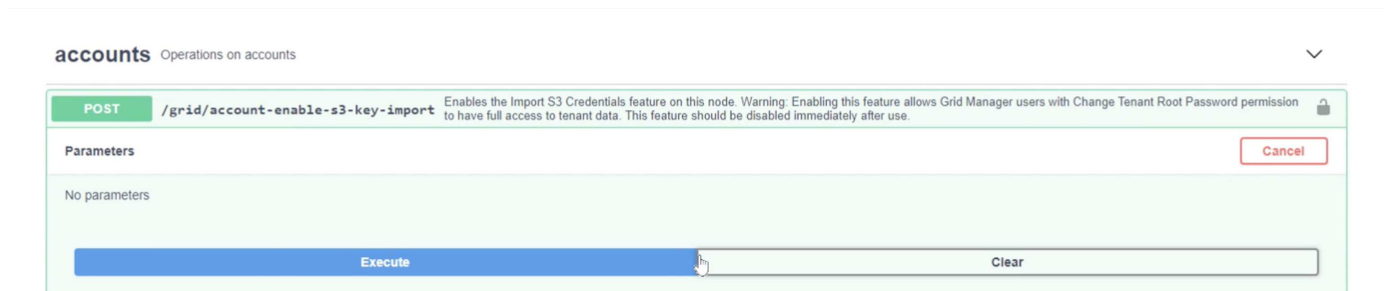 accounts Operations on accounts
POST /grid/account-enable-s3-key-import Enables the Import S3 Credentials feature on this node. Warning: Enabling this feature allows Grid Manager users with Change Tenant Root Password permission
to have full access to tenant data. This feature should be disabled immediately after use.
Parameters Cancel
No parameters
Execute Clear